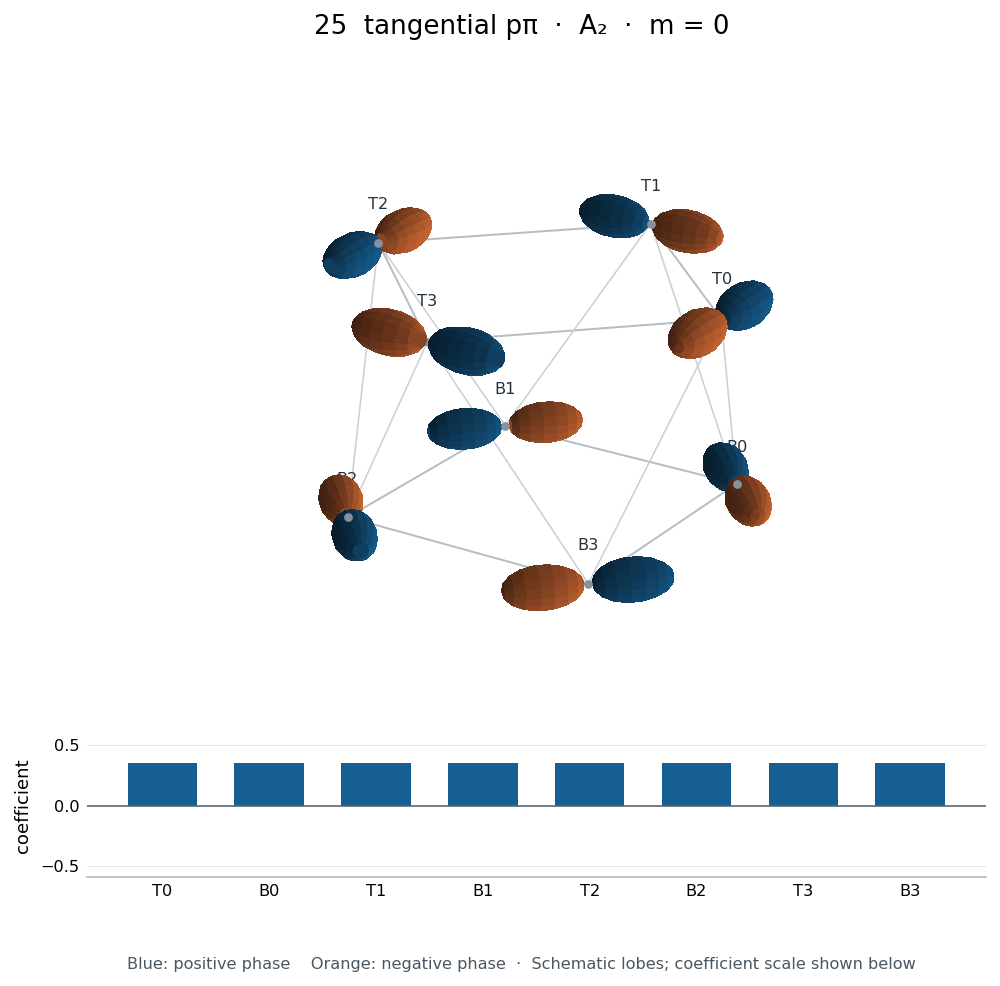 25 tangential pπ · A₂ · m = 0
T1
T2
T0
T3
B1
B0
B2
B3
0.5
0.0
−0.5
coefficient
T0 B0 T1 B1 T2 B2 T3 B3
Blue: positive phase Orange: negative phase · Schematic lobes; coefficient scale shown below